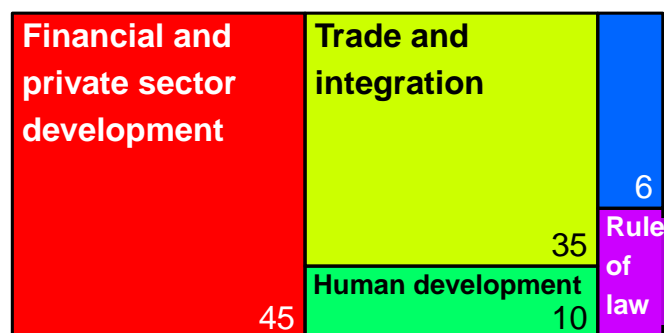 Financial and
private sector
development
45
Trade and
integration
35
Human development
10
6
Rule
of
law